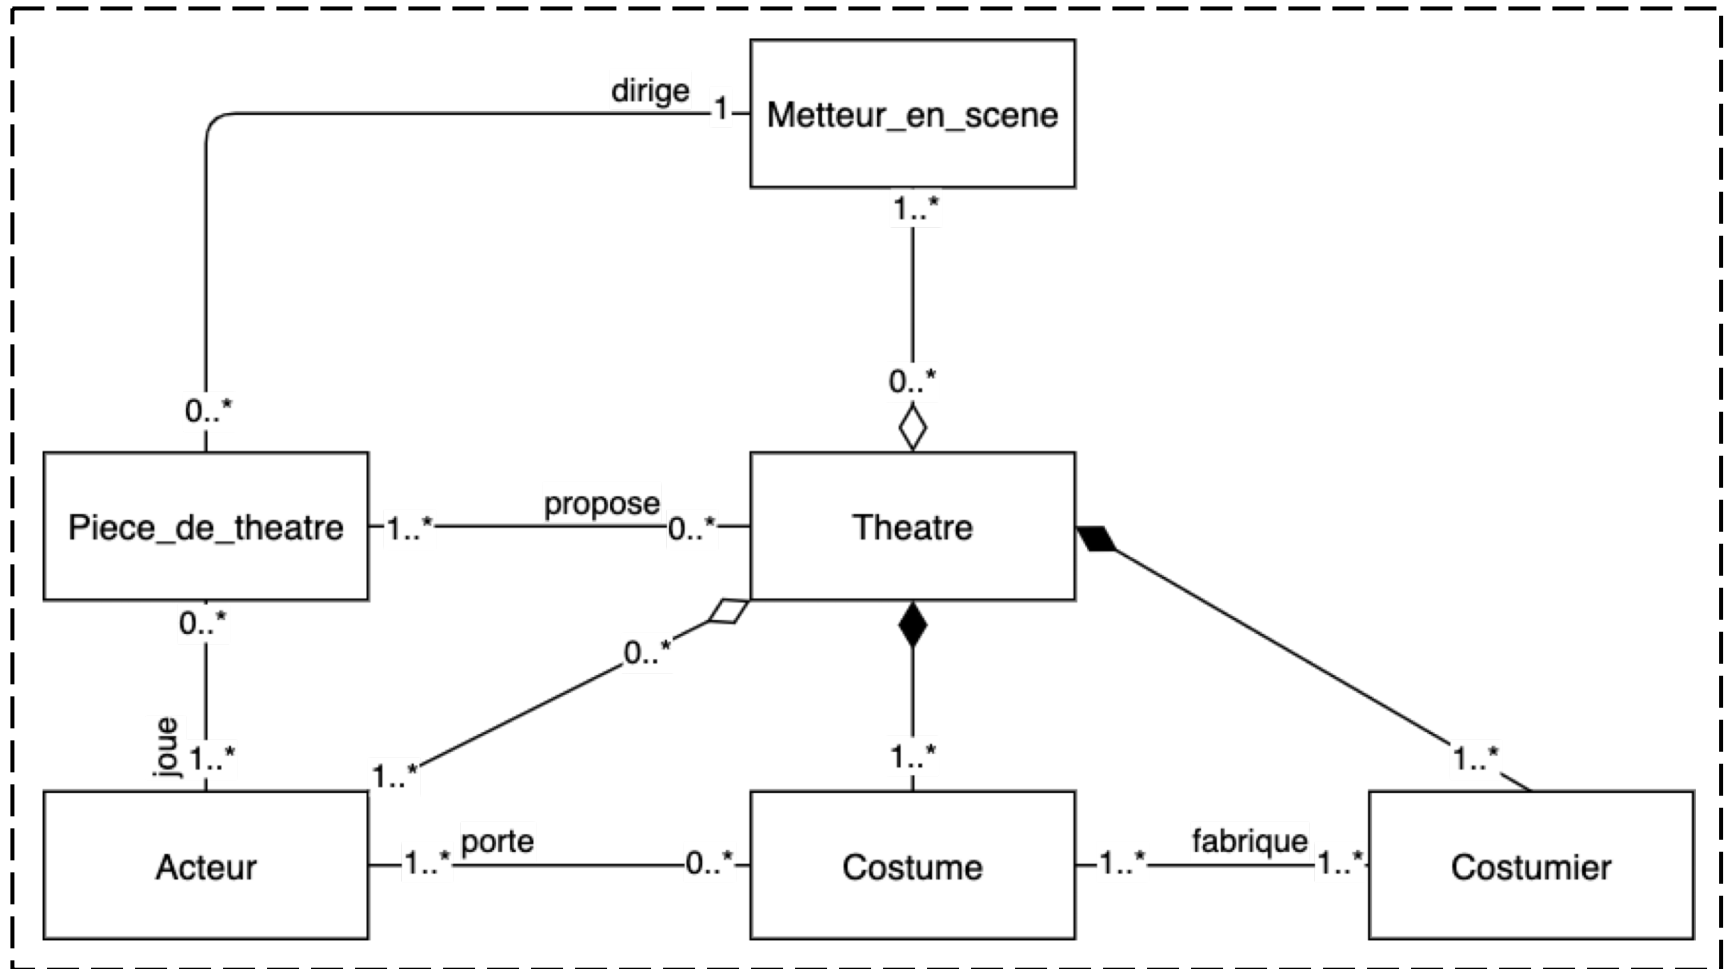 dirige
1
Metteur_en_scene
1..*
0..*
0..*
Piece_de_theatre
1..*
propose
0..*
Theatre
0..*
0..*
joue
1..*
1..*
1..*
1..*
Acteur
1..*
porte
0..*
Costume
1..*
fabrique
1..*
Costumier